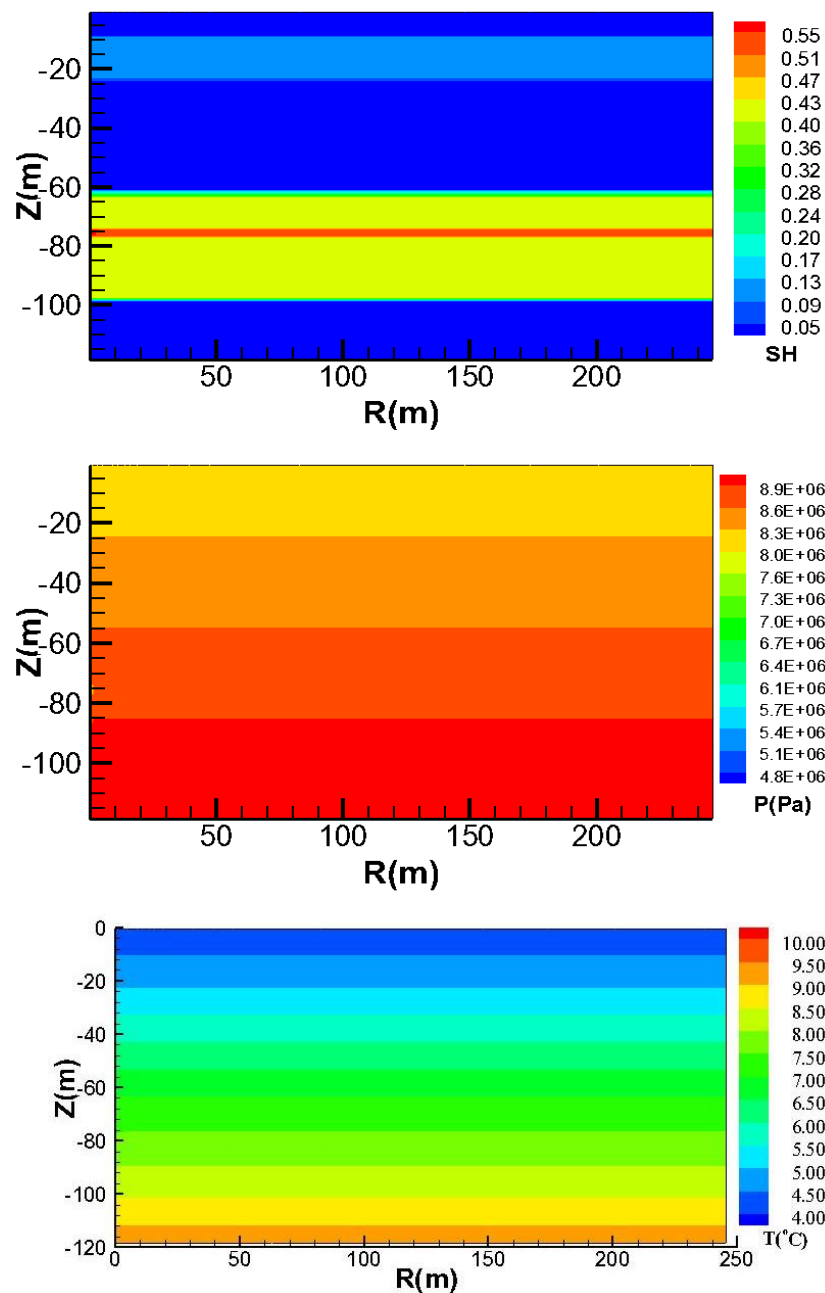 0.55
0.51
0.47
0.43
0.40
0.36
0.32
0.28
0.24
0.20
0.17
0.13
0.09
0.05
SH
-20
-40
-60
-80
-100
Z(m)
50 100 150 200
R(m)
8.9E+06
8.6E+06
8.3E+06
8.0E+06
7.6E+06
7.3E+06
7.0E+06
6.7E+06
6.4E+06
6.1E+06
5.7E+06
5.4E+06
5.1E+06
4.8E+06
P(Pa)
-20
-40
-60
-80
-100
Z(m)
50 100 150 200
R(m)
10.00
9.50
9.00
8.50
8.00
7.50
7.00
6.50
6.00
5.50
5.00
4.50
4.00
T(°C)
0
-20
-40
-60
-80
-100
-120
Z(m)
0 50 100 150 200 250
R(m)